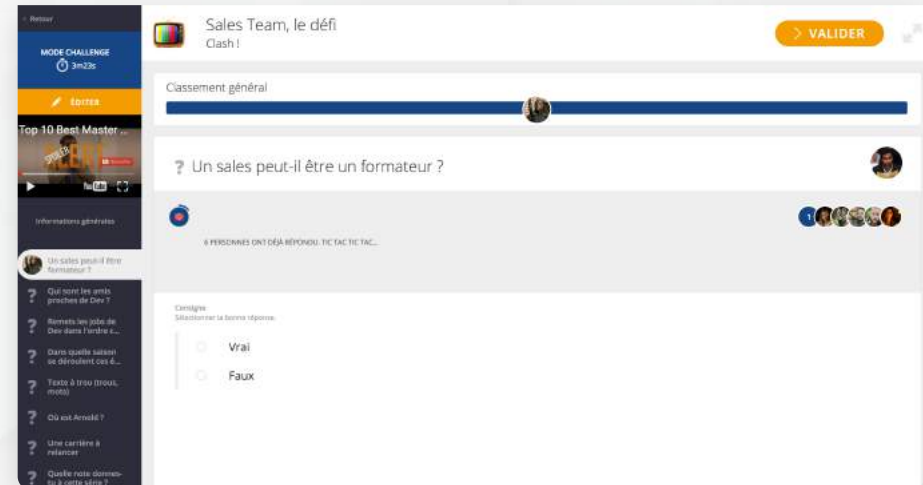 Retour
MODE CHALLENGE
3m23s
ÉDITER
Top 10 Best Master ...
SPOILER
ALERT
YouTube
Informations générales
Un sales peut-il être
formateur ?
Qui sont les amis
proches de Dev ?
Remets les jobs de
Dev dans l'ordre c...
Dans quelle saison
se déroulent ces é...
Texte à trou (trous,
mots)
Où est Arnold ?
Une carrière à
relancer
Quelle note donnes-
tu à cette série ?
Sales Team, le défi
Clash !
VALIDER
Classement général
? Un sales peut-il être un formateur ?
1
6 PERSONNES ONT DÉJÀ RÉPONDU. TIC TAC TIC TAC...
Consigne
Sélectionner la bonne réponse.
Vrai
Faux